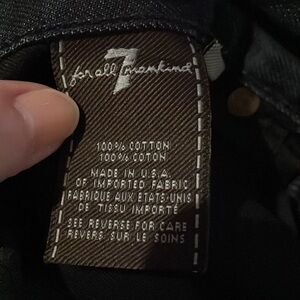 7
for all mankind
100% COTTON
100% COTON
MADE IN U.S.A.
OF IMPORTED FABRIC
FABRIQUE AUX ETATS-UNIS
DE TISSU IMPORTÉ
SEE REVERSE FOR CARE
REVERS SUR LE SOINS